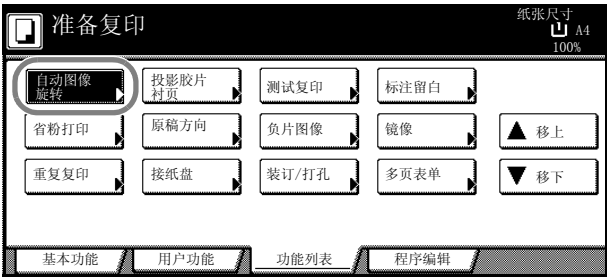 准备复印
纸张尺寸
A4
100%
自动图像
旋转
投影胶片
衬页
测试复印
标注留白
省粉打印
原稿方向
负片图像
镜像
移上
重复复印
接纸盘
装订/打孔
多页表单
移下
基本功能
用户功能
功能列表
程序编辑